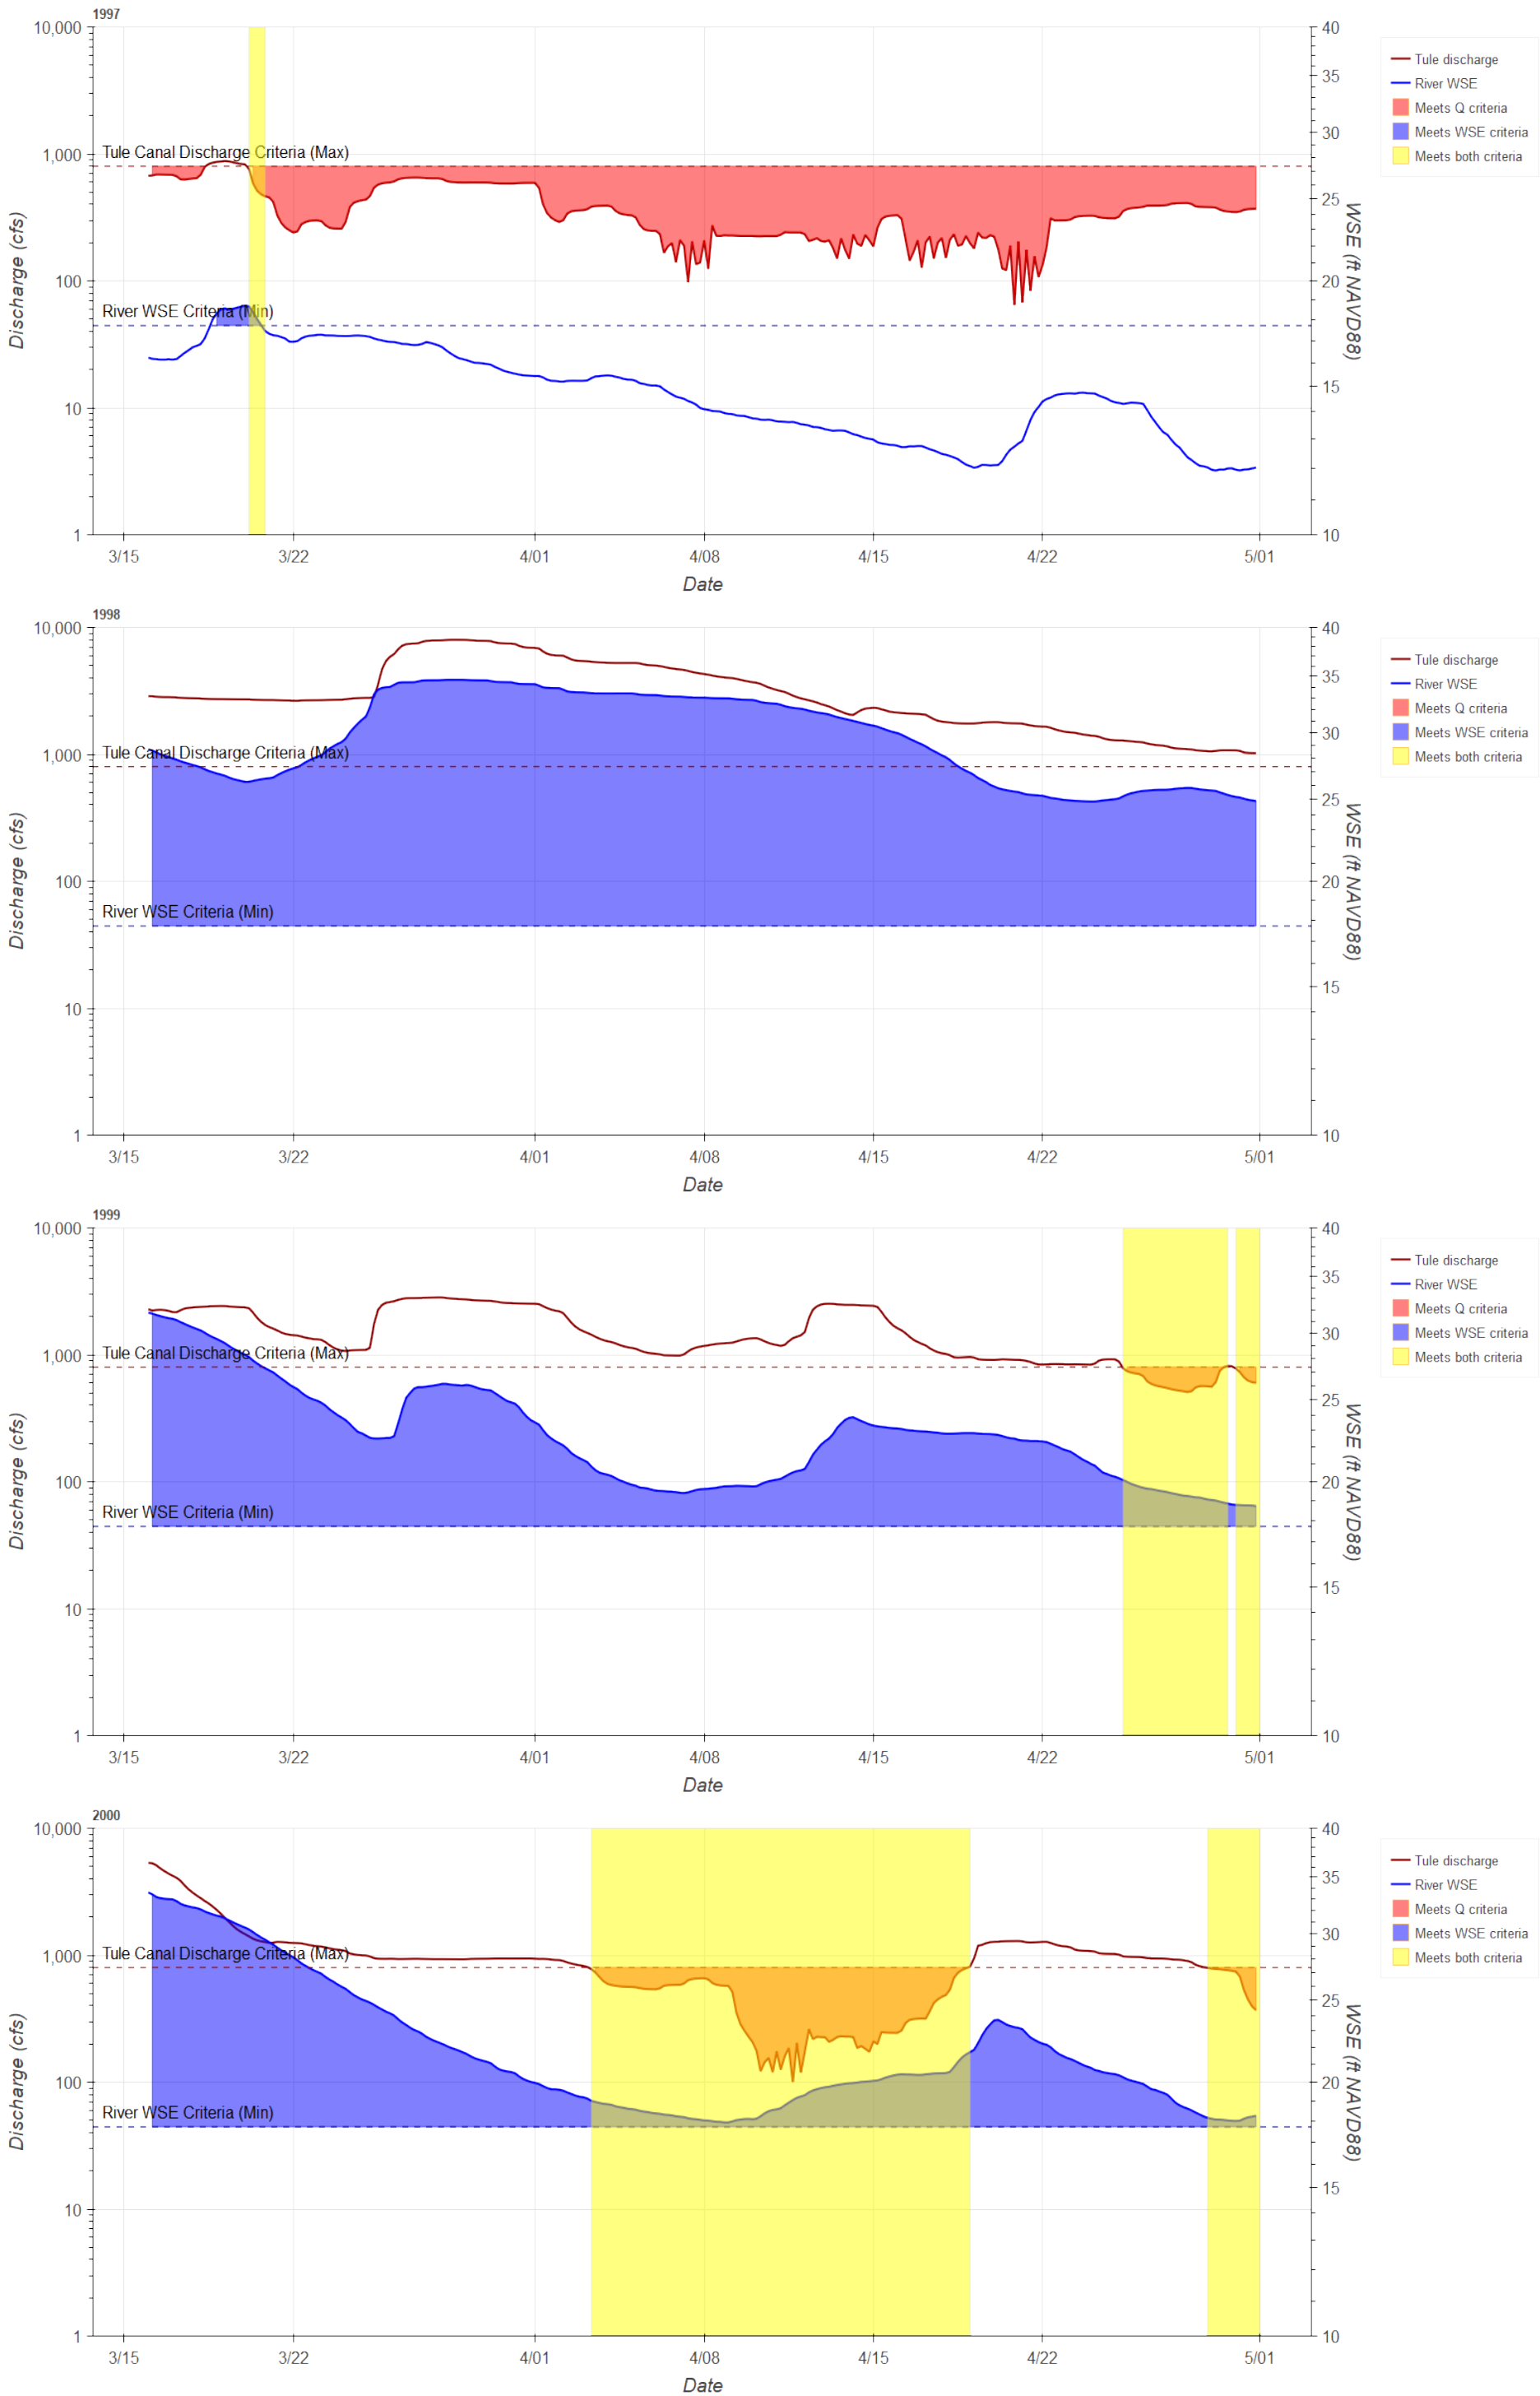 1997
10,000
1,000
100
10
1
Discharge (cfs)
40
35
30
25
20
15
10
WSE (ft NAVD88)
Tule Canal Discharge Criteria (Max)
River WSE Criteria (Min)
3/15
3/22
4/01
4/08
4/15
4/22
5/01
Date
Tule discharge
River WSE
Meets Q criteria
Meets WSE criteria
Meets both criteria
1998
10,000
1,000
100
10
1
Discharge (cfs)
40
35
30
25
20
15
10
WSE (ft NAVD88)
Tule Canal Discharge Criteria (Max)
River WSE Criteria (Min)
3/15
3/22
4/01
4/08
4/15
4/22
5/01
Date
Tule discharge
River WSE
Meets Q criteria
Meets WSE criteria
Meets both criteria
1999
10,000
1,000
100
10
1
Discharge (cfs)
40
35
30
25
20
15
10
WSE (ft NAVD88)
Tule Canal Discharge Criteria (Max)
River WSE Criteria (Min)
3/15
3/22
4/01
4/08
4/15
4/22
5/01
Date
Tule discharge
River WSE
Meets Q criteria
Meets WSE criteria
Meets both criteria
2000
10,000
1,000
100
10
1
Discharge (cfs)
40
35
30
25
20
15
10
WSE (ft NAVD88)
Tule Canal Discharge Criteria (Max)
River WSE Criteria (Min)
3/15
3/22
4/01
4/08
4/15
4/22
5/01
Date
Tule discharge
River WSE
Meets Q criteria
Meets WSE criteria
Meets both criteria